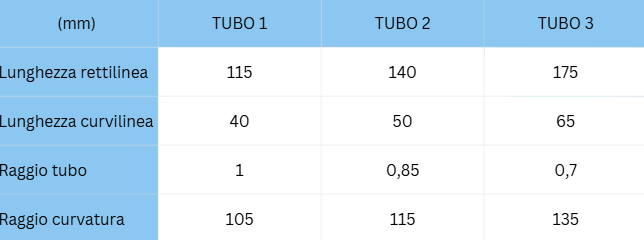 (mm) TUBO 1 TUBO 2 TUBO 3
Lunghezza rettilinea 115 140 175
Lunghezza curvilinea 40 50 65
Raggio tubo 1 0,85 0,7
Raggio curvatura 105 115 135